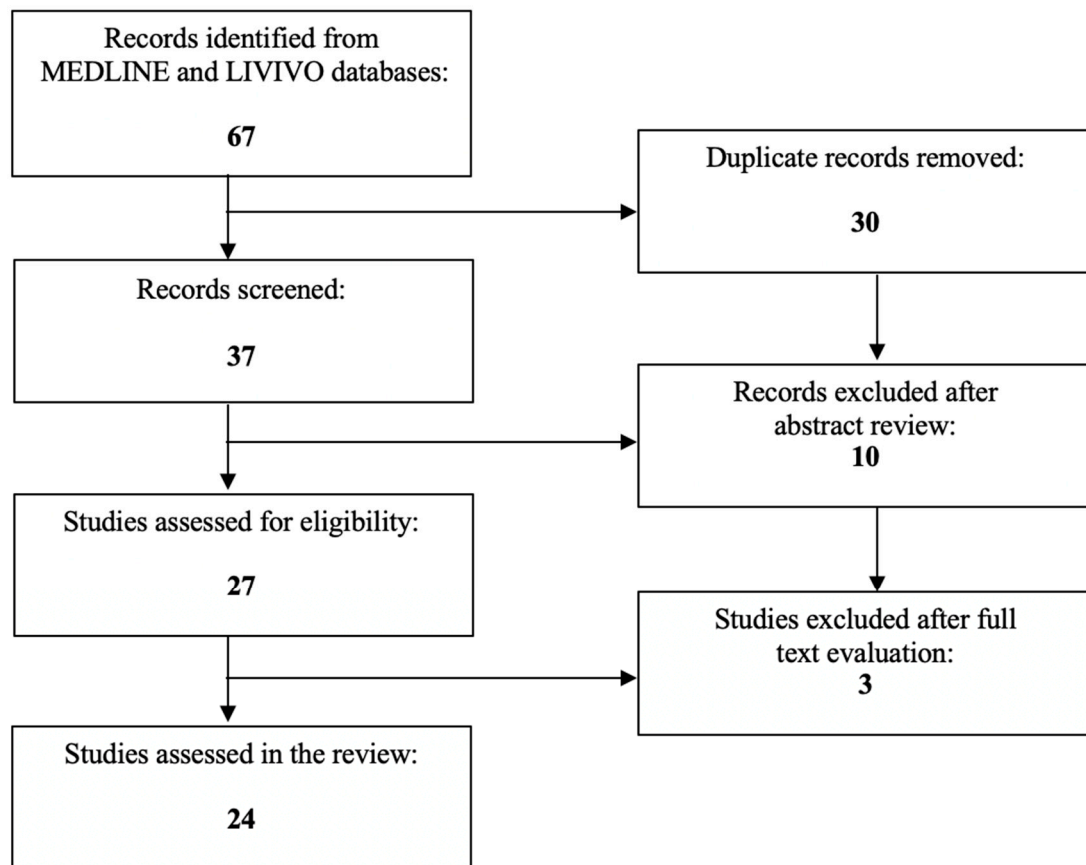 Records identified from
MEDLINE and LIVIVO databases:
67
Duplicate records removed:
30
Records screened:
37
Records excluded after
abstract review:
10
Studies assessed for eligibility:
27
Studies excluded after full
text evaluation:
3
Studies assessed in the review:
24